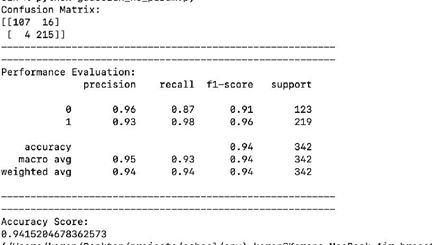 Confusion Matrix:
[[107  16]
 [  4 215]]
Performance Evaluation:
precision recall f1-score support
0 0.96 0.87 0.91 123
1 0.93 0.98 0.96 219
accuracy 0.94 342
macro avg 0.95 0.93 0.94 342
weighted avg 0.94 0.94 0.94 342
Accuracy Score:
0.9415204678362573